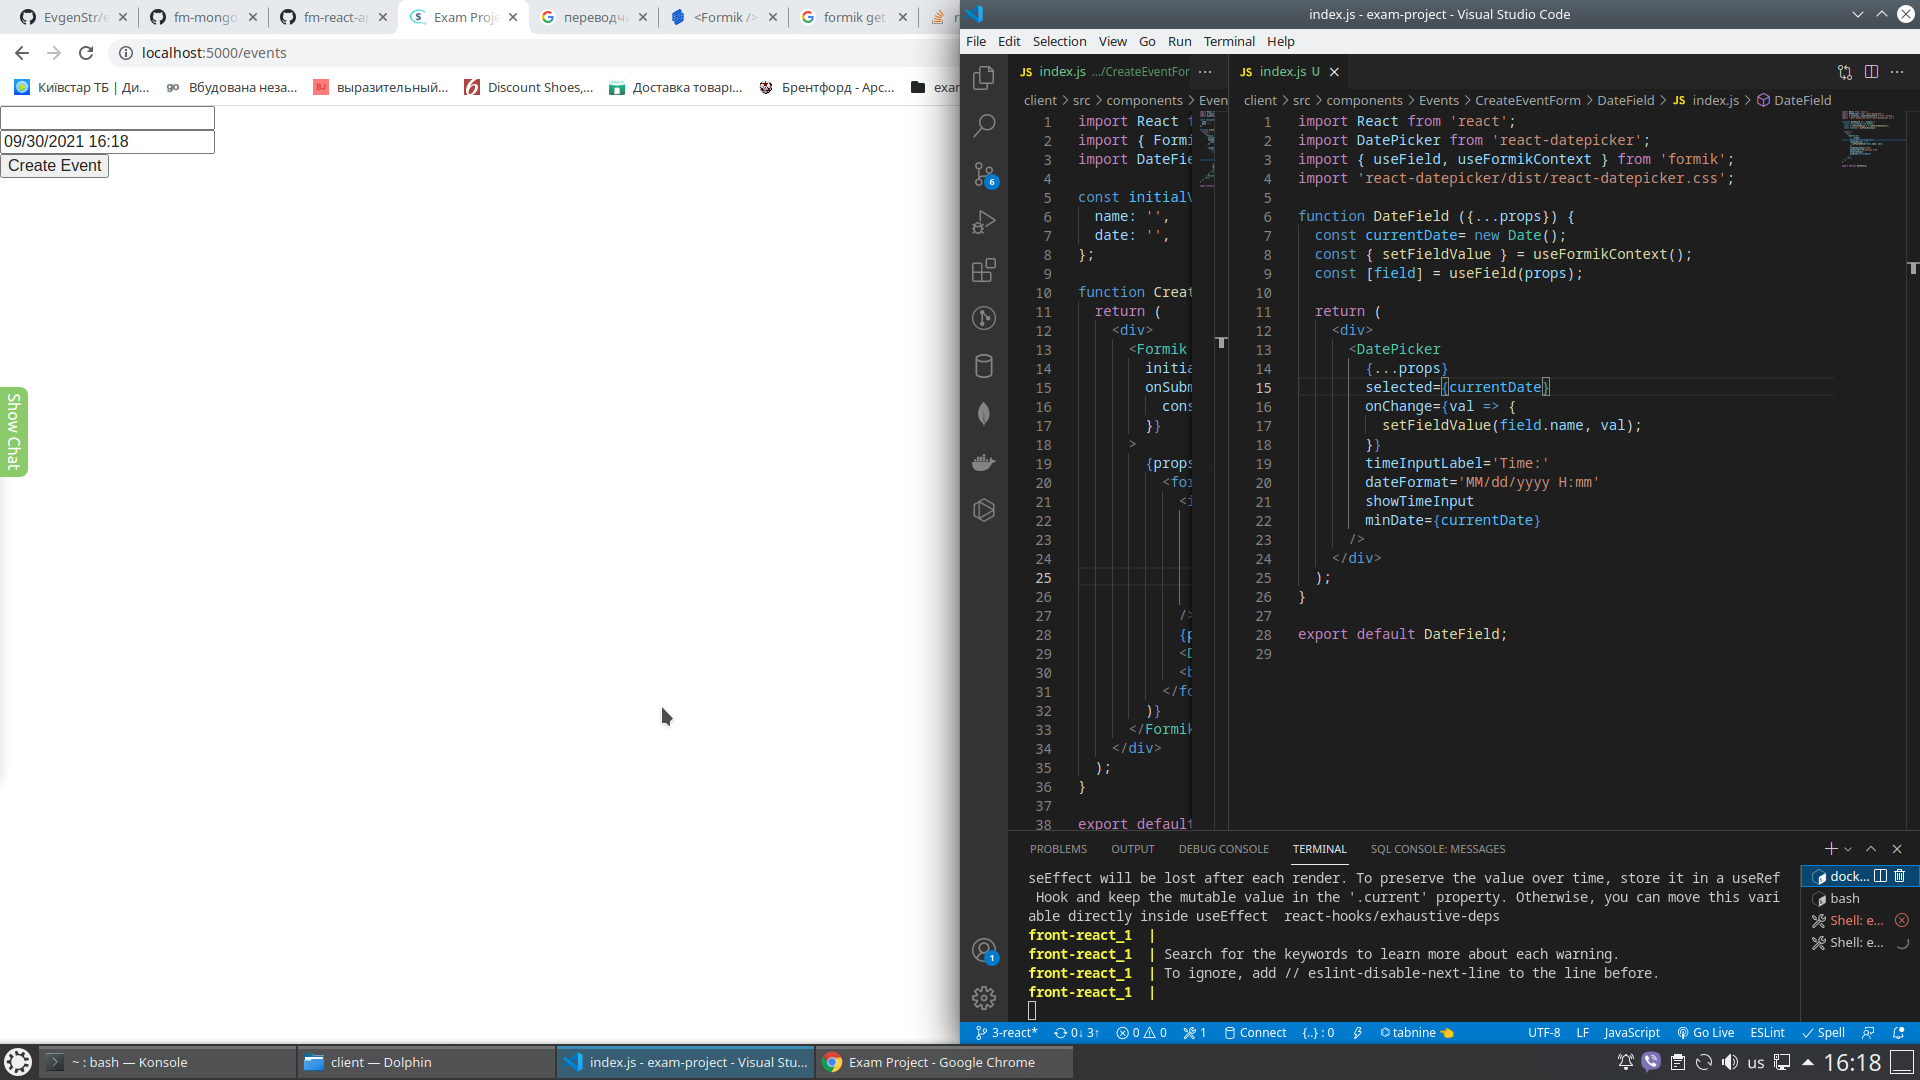 EvgenStr/e
fm-mongo
fm-react-ap
Exam Proje
переводчи
<Formik />
formik get
localhost:5000/events
Київстар ТБ | Ди...
Вбудована неза...
выразительный...
Discount Shoes,...
Доставка товарі...
Брентфорд - Арс...
exam
09/30/2021 16:18
Create Event
Show Chat
index.js - exam-project - Visual Studio Code
File Edit Selection View Go Run Terminal Help
JS index.js .../CreateEventFor ···
JS index.js U
client > src > components > Even
1 import React f
2 import { Formi
3 import DateFie
4
5 const initialV
6 name: '',
7 date: '',
8 };
9
10 function Creat
11 return (
12 <div>
13 <Formik
14 initia
15 onSubm
16 cons
17 }}
18 >
19 {props
20 <for
21 <i
22
23
24
25
26
27 />
28 {p
29 <D
30 <b
31 </fo
32 )}
33 </Formik
34 </div>
35 );
36 }
37
38 export default
client > src > components > Events > CreateEventForm > DateField > JS index.js > DateField
1 import React from 'react';
2 import DatePicker from 'react-datepicker';
3 import { useField, useFormikContext } from 'formik';
4 import 'react-datepicker/dist/react-datepicker.css';
5
6 function DateField ({...props}) {
7 const currentDate= new Date();
8 const { setFieldValue } = useFormikContext();
9 const [field] = useField(props);
10
11 return (
12 <div>
13 <DatePicker
14 {...props}
15 selected={currentDate}
16 onChange={val => {
17 setFieldValue(field.name, val);
18 }}
19 timeInputLabel='Time:'
20 dateFormat='MM/dd/yyyy H:mm'
21 showTimeInput
22 minDate={currentDate}
23 />
24 </div>
25 );
26 }
27
28 export default DateField;
29
6
1
PROBLEMS OUTPUT DEBUG CONSOLE TERMINAL SQL CONSOLE: MESSAGES
seEffect will be lost after each render. To preserve the value over time, store it in a useRef
Hook and keep the mutable value in the '.current' property. Otherwise, you can move this vari
able directly inside useEffect react-hooks/exhaustive-deps
front-react_1 |
front-react_1 | Search for the keywords to learn more about each warning.
front-react_1 | To ignore, add // eslint-disable-next-line to the line before.
front-react_1 |
dock...
bash
Shell: e...
Shell: e...
3-react* 0↓ 3↑ 0 0 1 Connect {..} : 0 tabnine UTF-8 LF JavaScript Go Live ESLint Spell
~ : bash — Konsole
client — Dolphin
index.js - exam-project - Visual Stu...
Exam Project - Google Chrome
us
16:18